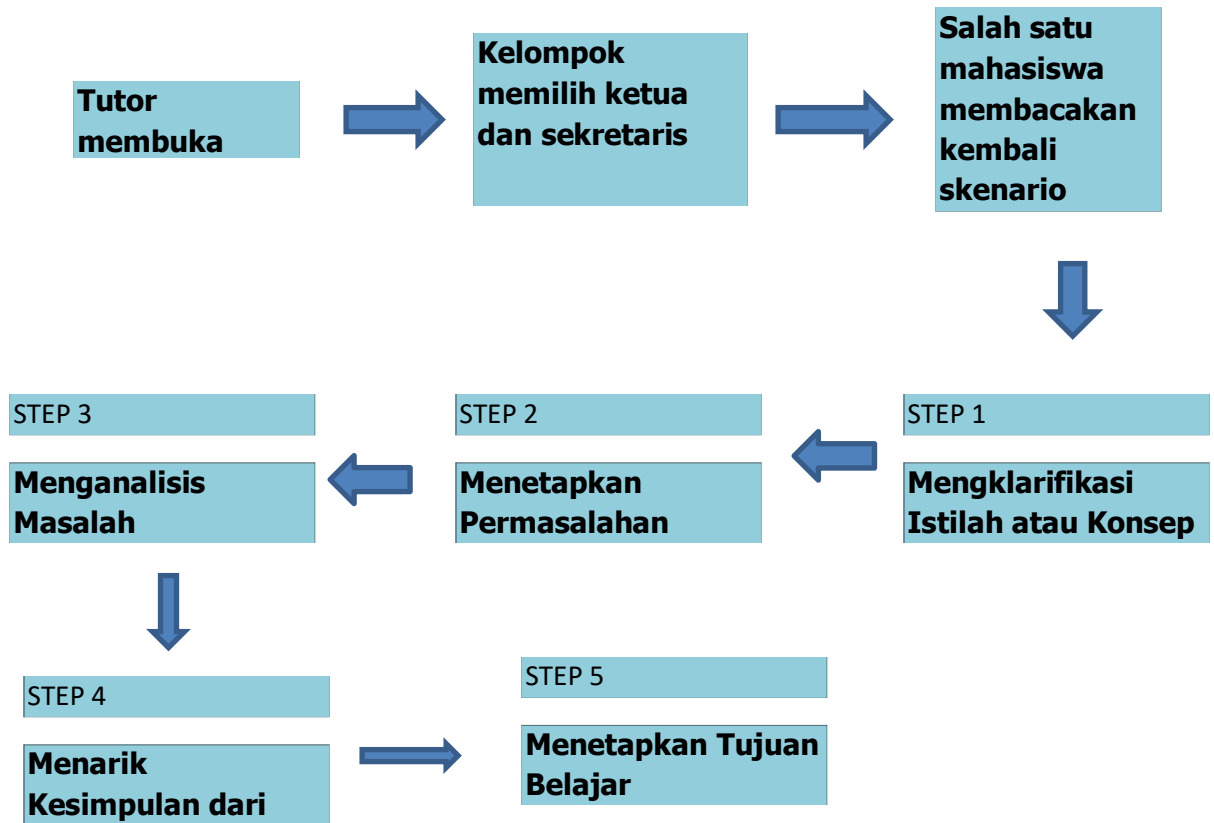 Tutor
membuka
Kelompok
memilih ketua
dan sekretaris
Salah satu
mahasiswa
membacakan
kembali
skenario
STEP 1
Mengklarifikasi
Istilah atau Konsep
STEP 2
Menetapkan
Permasalahan
STEP 3
Menganalisis
Masalah
STEP 4
Menarik
Kesimpulan dari
STEP 5
Menetapkan Tujuan
Belajar